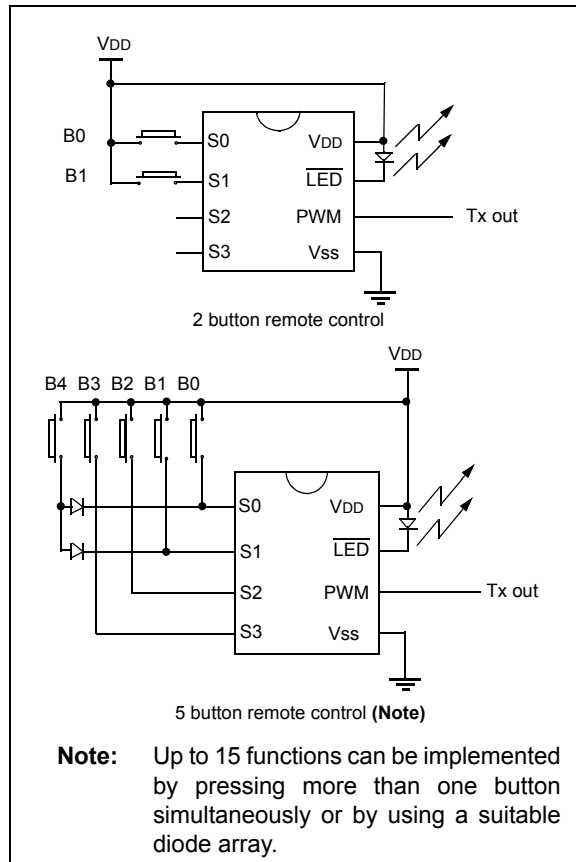 VDD
B0
B1
S0
S1
S2
S3
VDD
LED
PWM
Vss
Tx out
2 button remote control
VDD
B4 B3 B2 B1 B0
S0
S1
S2
S3
VDD
LED
PWM
Vss
Tx out
5 button remote control (Note)
Note: Up to 15 functions can be implemented
by pressing more than one button
simultaneously or by using a suitable
diode array.